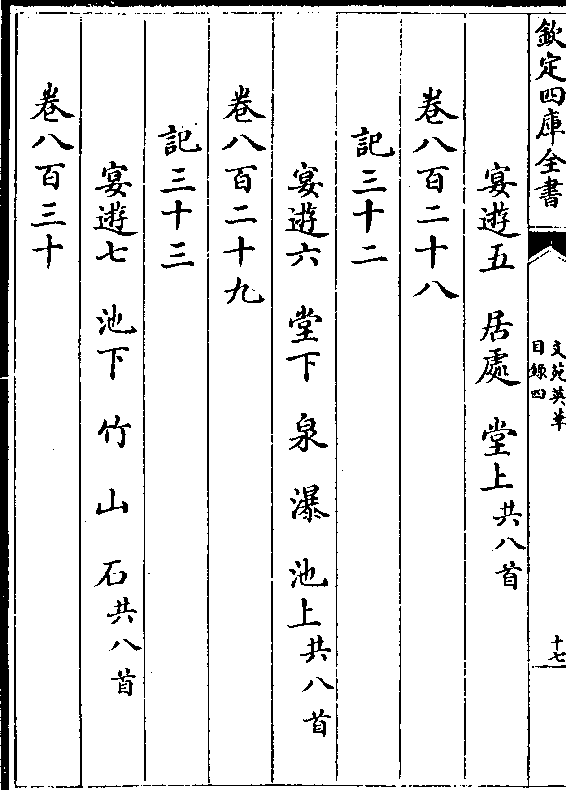 欽定四庫全書
文苑英華
目録四
十七
宴遊五 居處 堂上共八首
卷八百二十八
記三十二
宴遊六 堂下 泉 瀑 池上共八首
卷八百二十九
記三十三
宴遊七 池下 竹 山 石共八首
卷八百三十